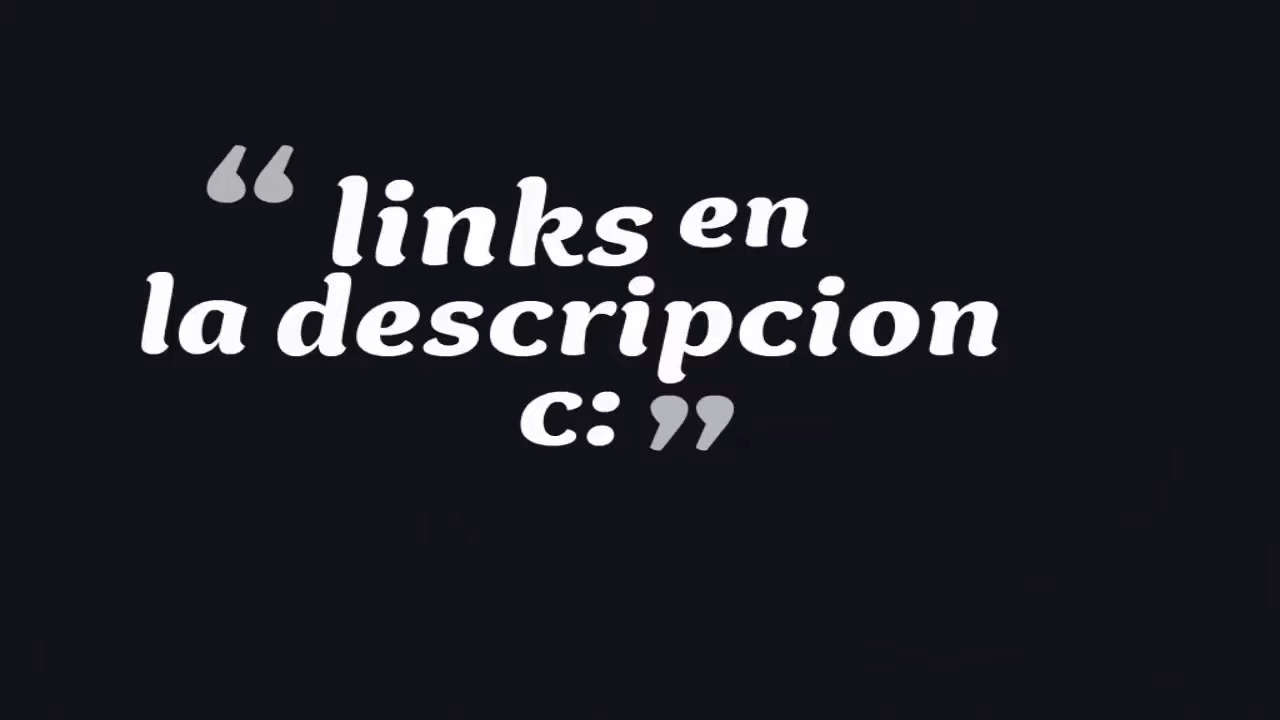 “ links en
la descripcion
c: ”